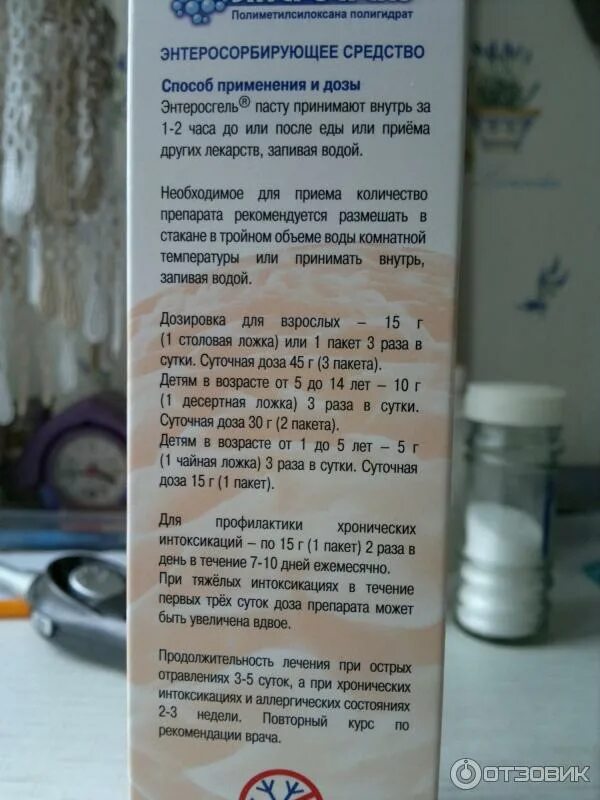 Полиметилсилоксана полигидрат
ЭНТЕРОСОРБИРУЮЩЕЕ СРЕДСТВО
Способ применения и дозы
Энтеросгель® пасту принимают внутрь за
1-2 часа до или после еды или приёма
других лекарств, запивая водой.
Необходимое для приема количество
препарата рекомендуется размешать в
стакане в тройном объеме воды комнатной
температуры или принимать внутрь,
запивая водой.
Дозировка для взрослых – 15 г
(1 столовая ложка) или 1 пакет 3 раза в
сутки. Суточная доза 45 г (3 пакета).
Детям в возрасте от 5 до 14 лет – 10 г
(1 десертная ложка) 3 раза в сутки.
Суточная доза 30 г (2 пакета).
Детям в возрасте от 1 до 5 лет – 5 г
(1 чайная ложка) 3 раза в сутки. Суточная
доза 15 г (1 пакет).
Для профилактики хронических
интоксикаций – по 15 г (1 пакет) 2 раза в
день в течение 7-10 дней ежемесячно.
При тяжёлых интоксикациях в течение
первых трёх суток доза препарата может
быть увеличена вдвое.
Продолжительность лечения при острых
отравлениях 3-5 суток, а при хронических
интоксикациях и аллергических состояниях
2-3 недели. Повторный курс по
рекомендации врача.
ОТЗОВИК